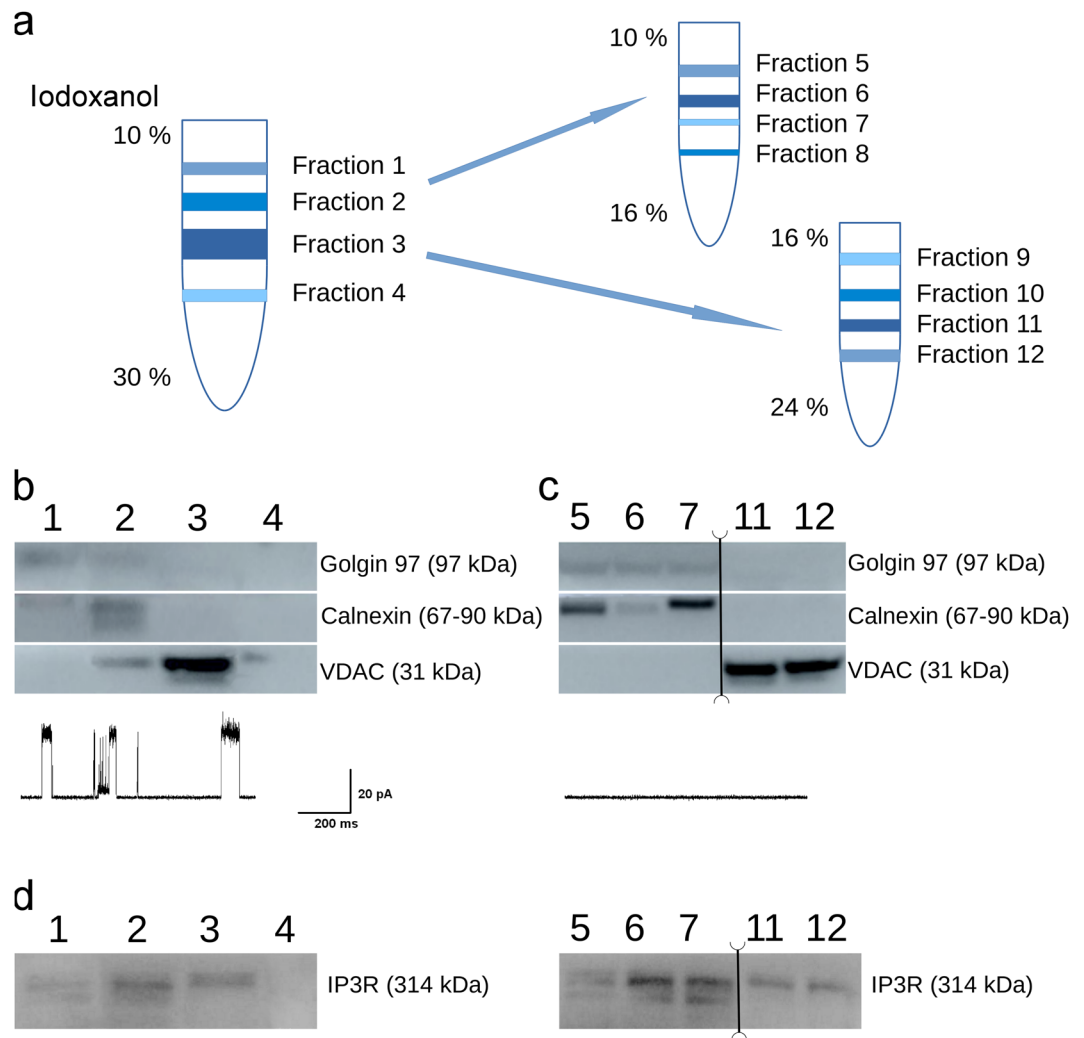 a
Iodoxanol
10 %
Fraction 1
Fraction 2
Fraction 3
Fraction 4
30 %
10 %
Fraction 5
Fraction 6
Fraction 7
Fraction 8
16 %
16 %
Fraction 9
Fraction 10
Fraction 11
Fraction 12
24 %
b
1 2 3 4
Golgin 97 (97 kDa)
Calnexin (67-90 kDa)
VDAC (31 kDa)
20 pA
200 ms
c
5 6 7 11 12
Golgin 97 (97 kDa)
Calnexin (67-90 kDa)
VDAC (31 kDa)
d
1 2 3 4
IP3R (314 kDa)
5 6 7 11 12
IP3R (314 kDa)